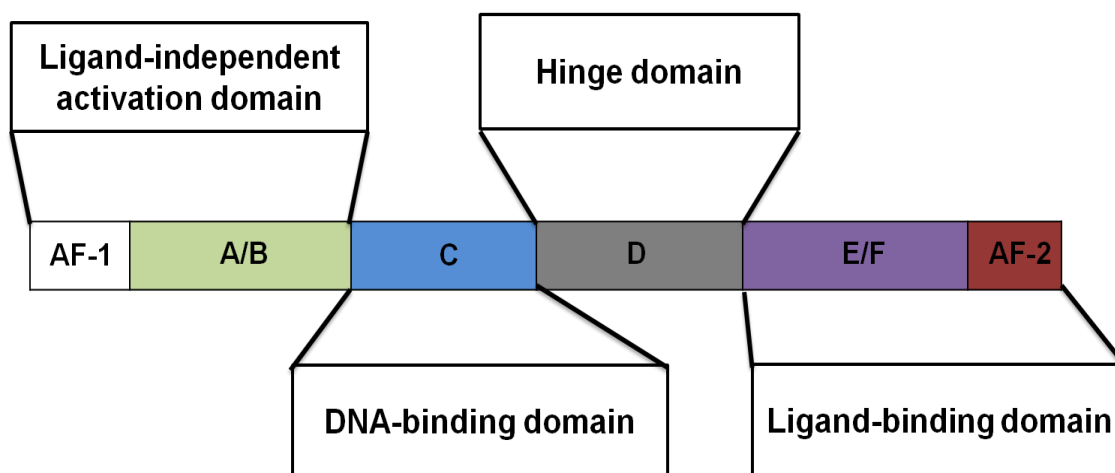 Ligand-independent
activation domain
Hinge domain
AF-1
A/B
C
D
E/F
AF-2
DNA-binding domain
Ligand-binding domain